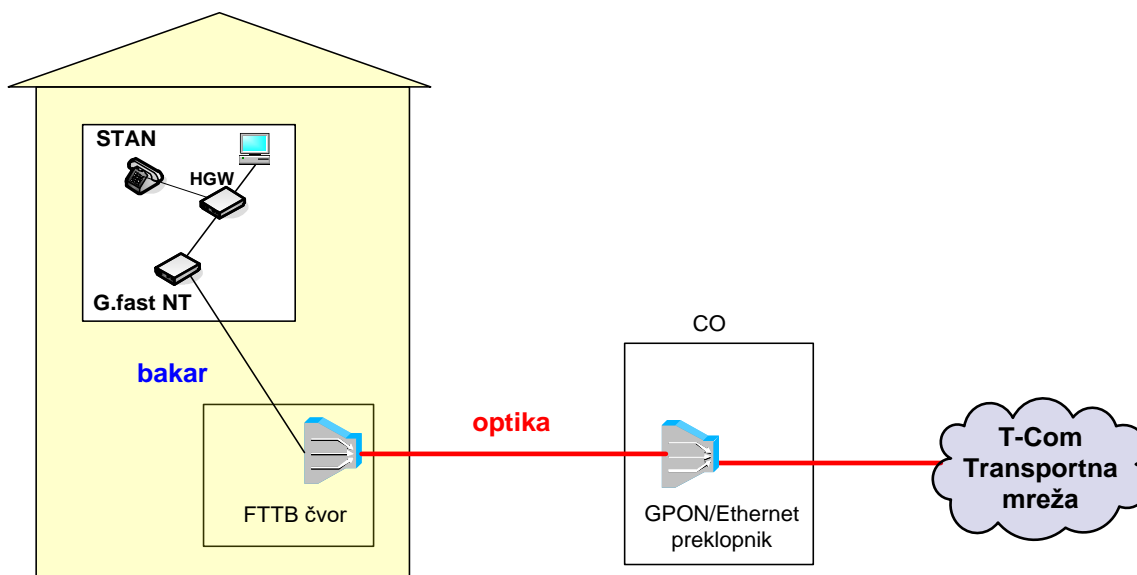 STAN
HGW
G.fast NT
bakar
FTTB čvor
optika
CO
GPON/Ethernet
preklopnik
T-Com
Transportna
mreža